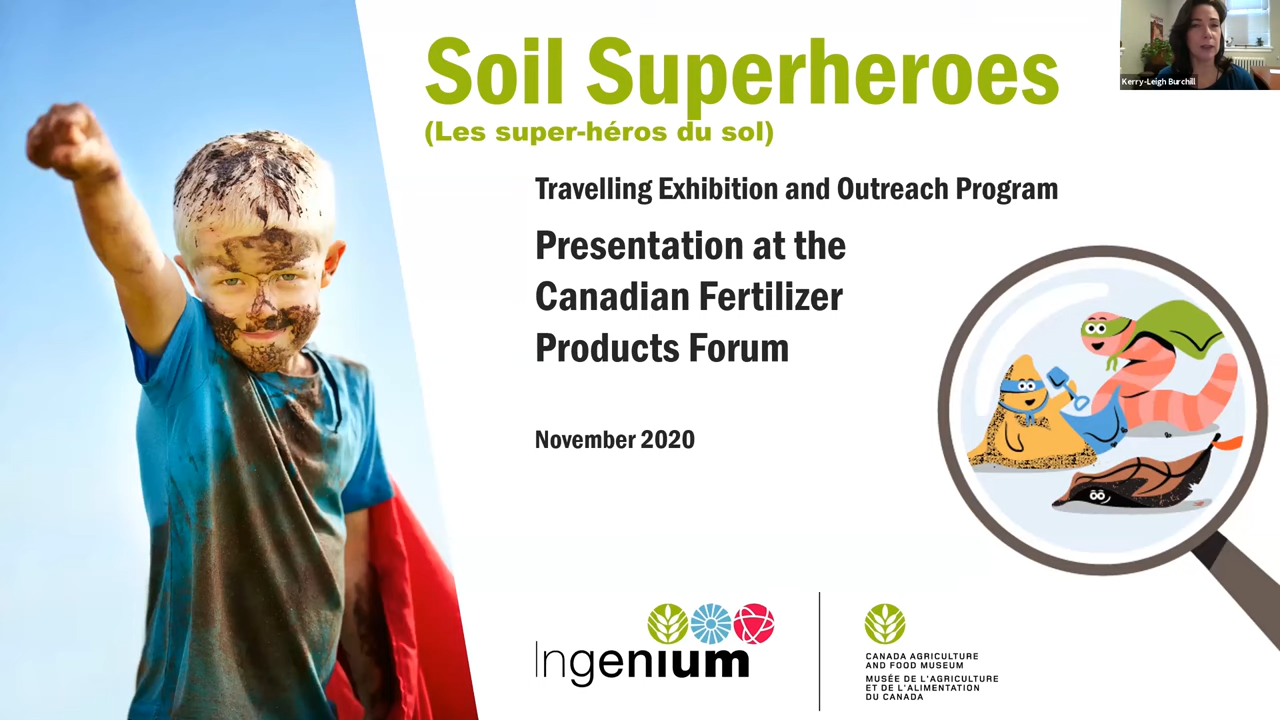 Soil Superheroes
(Les super-héros du sol)
Kerry-Leigh Burchill
Travelling Exhibition and Outreach Program
Presentation at the
Canadian Fertilizer
Products Forum
November 2020
Ingenium
CANADA AGRICULTURE
AND FOOD MUSEUM
MUSÉE DE L'AGRICULTURE
ET DE L'ALIMENTATION
DU CANADA